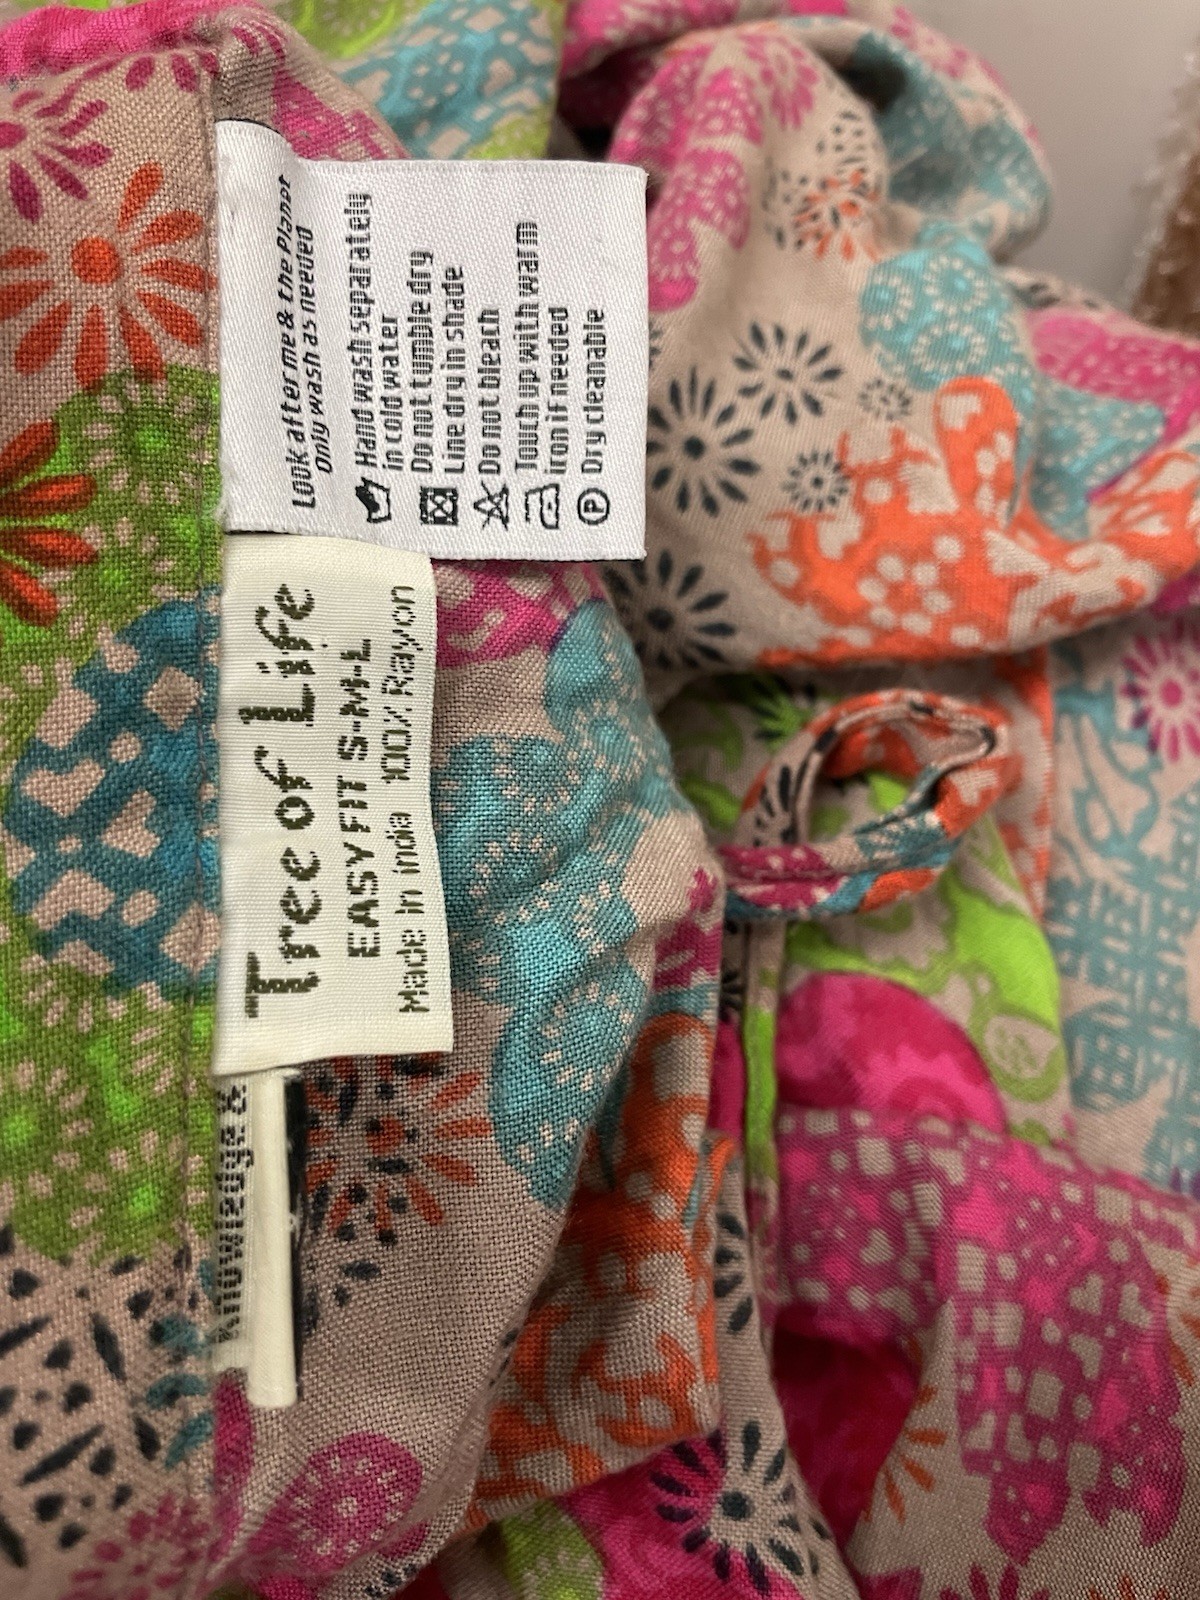 Look after me & the Planet
Only wash as needed
Hand wash separately
in cold water
Do not tumble dry
Line dry in shade
Do not bleach
Touch up with warm
iron if needed
P Dry cleanable
Tree of Life
EASY FIT S-M-L
Made in india 100% Rayon
Knowledge &